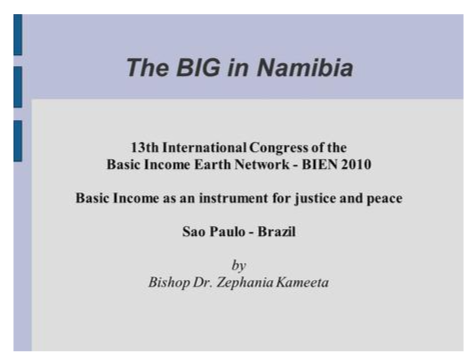 The BIG in Namibia
13th International Congress of the
Basic Income Earth Network - BIEN 2010
Basic Income as an instrument for justice and peace
Sao Paulo - Brazil
by
Bishop Dr. Zephania Kameeta